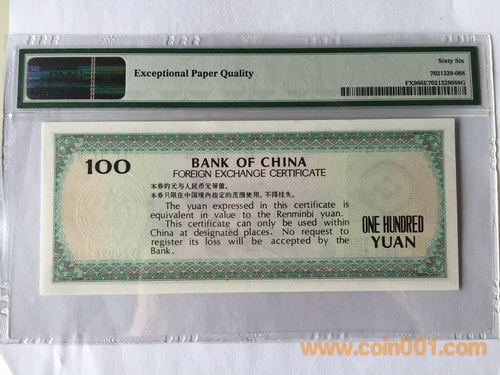 Exceptional Paper Quality
Sixty Six
7021329-088
FX906E7021329088G
100
BANK OF CHINA
FOREIGN EXCHANGE CERTIFICATE
本券的元与人民币元等值。
本券只限在中国境内指定的范围使用。不得挂失。
The yuan expressed in this certificate is
equivalent in value to the Renminbi yuan.
This certificate can only be used within
China at designated places. No request to
register its loss will be accepted by the
Bank.
ONE HUNDRED
YUAN
www.coin001.com